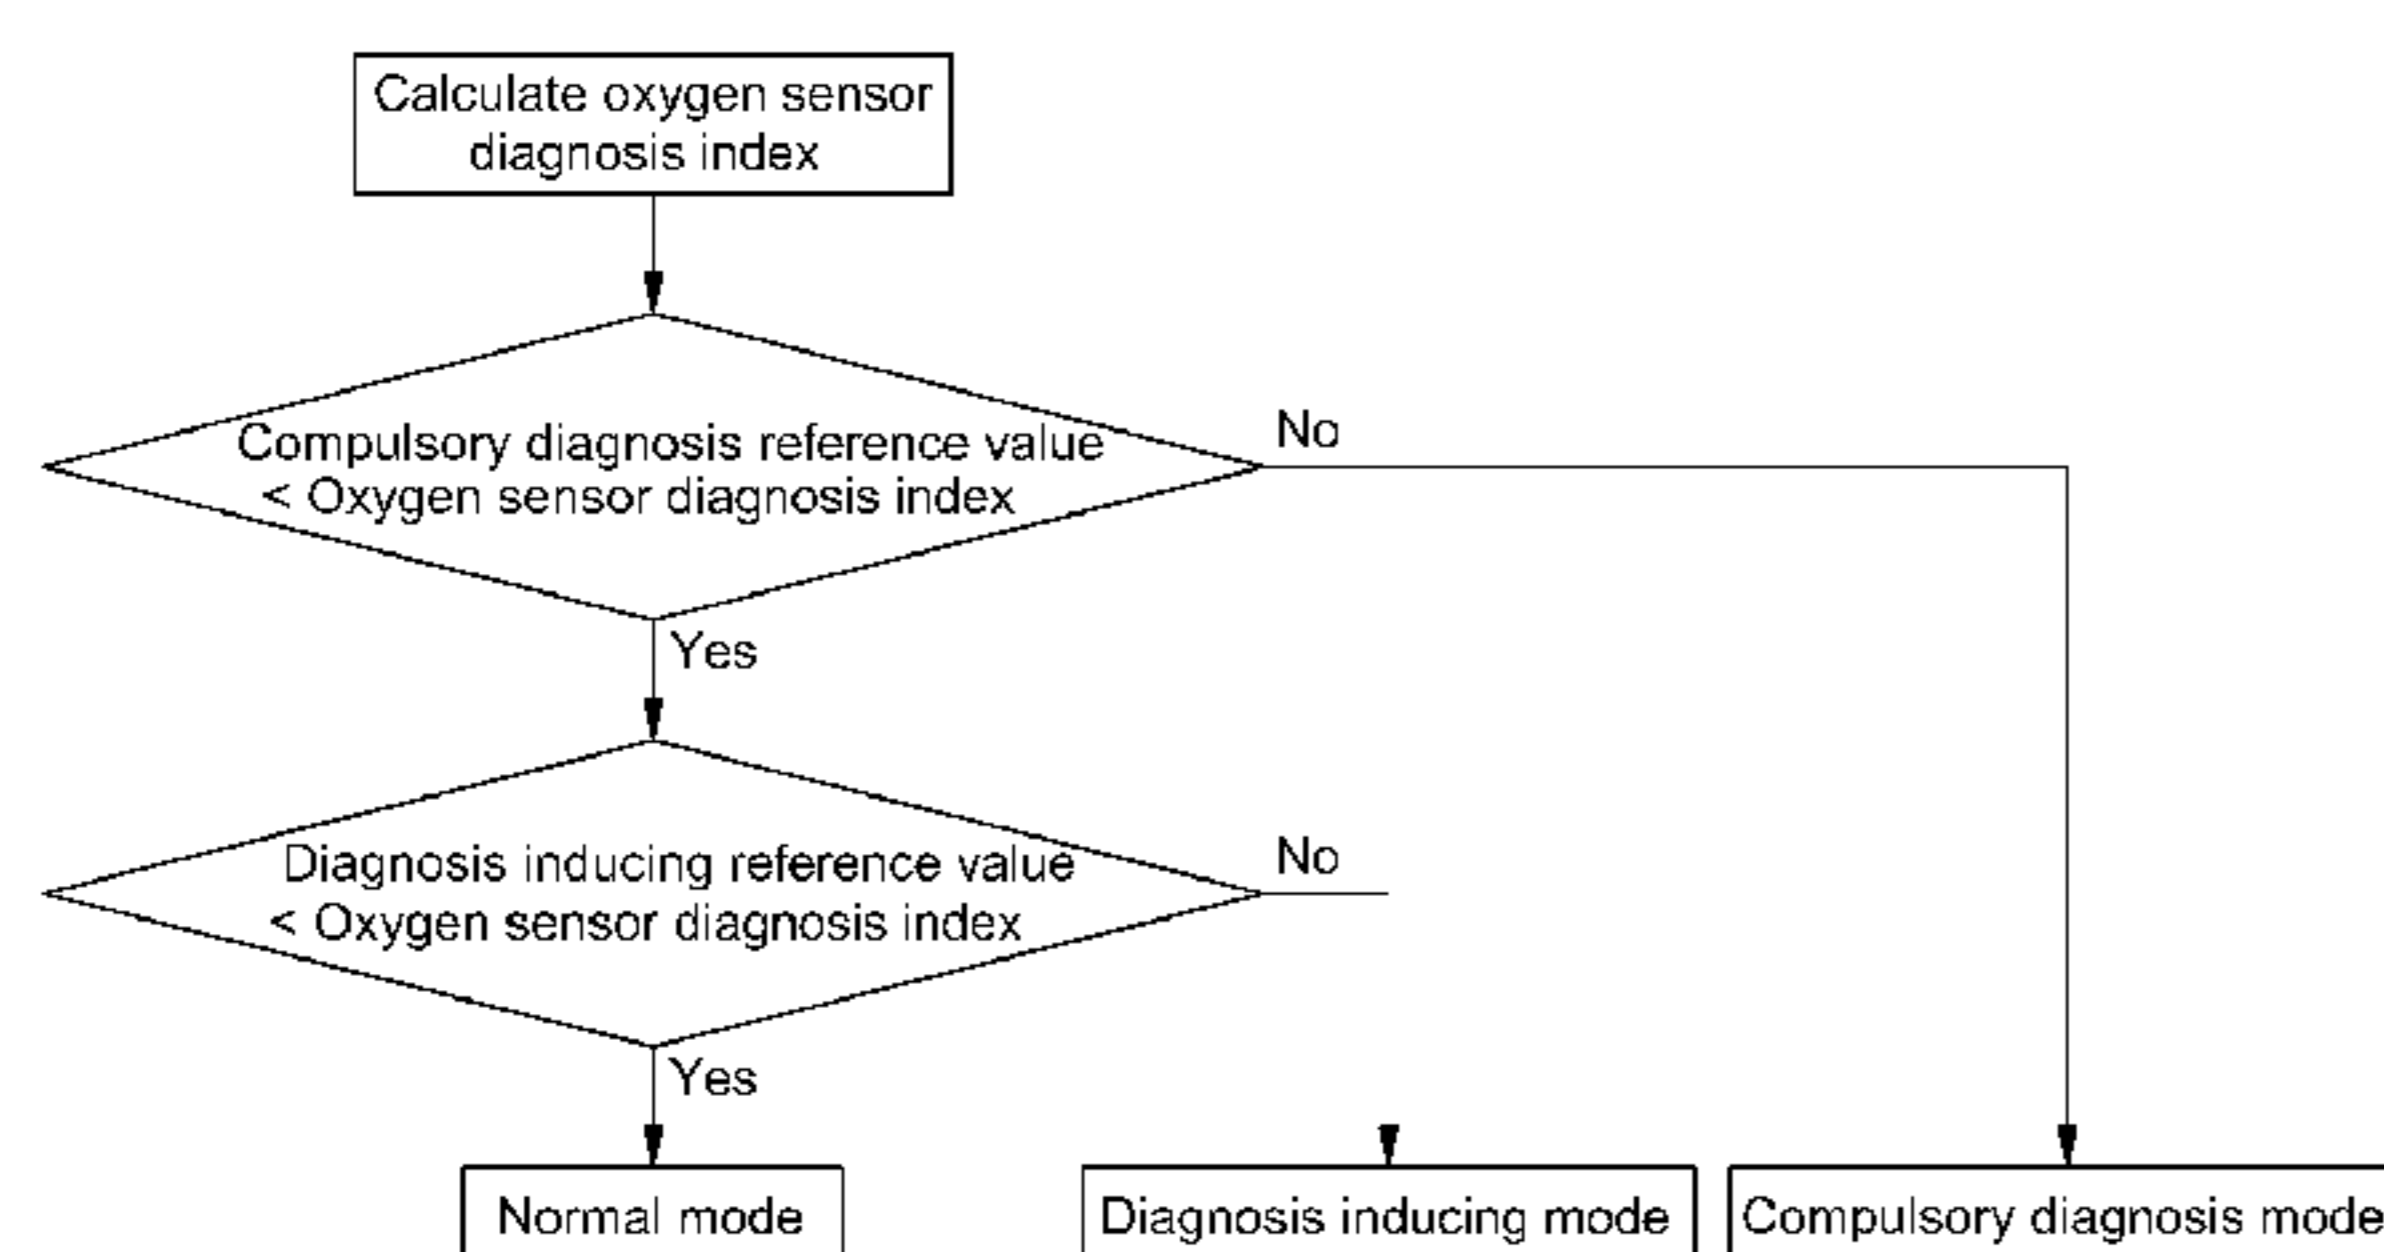 Calculate oxygen sensor
diagnosis index
Compulsory diagnosis reference value
< Oxygen sensor diagnosis index
No
Yes
Diagnosis inducing reference value
< Oxygen sensor diagnosis index
No
Yes
Normal mode
Diagnosis inducing mode
Compulsory diagnosis mode